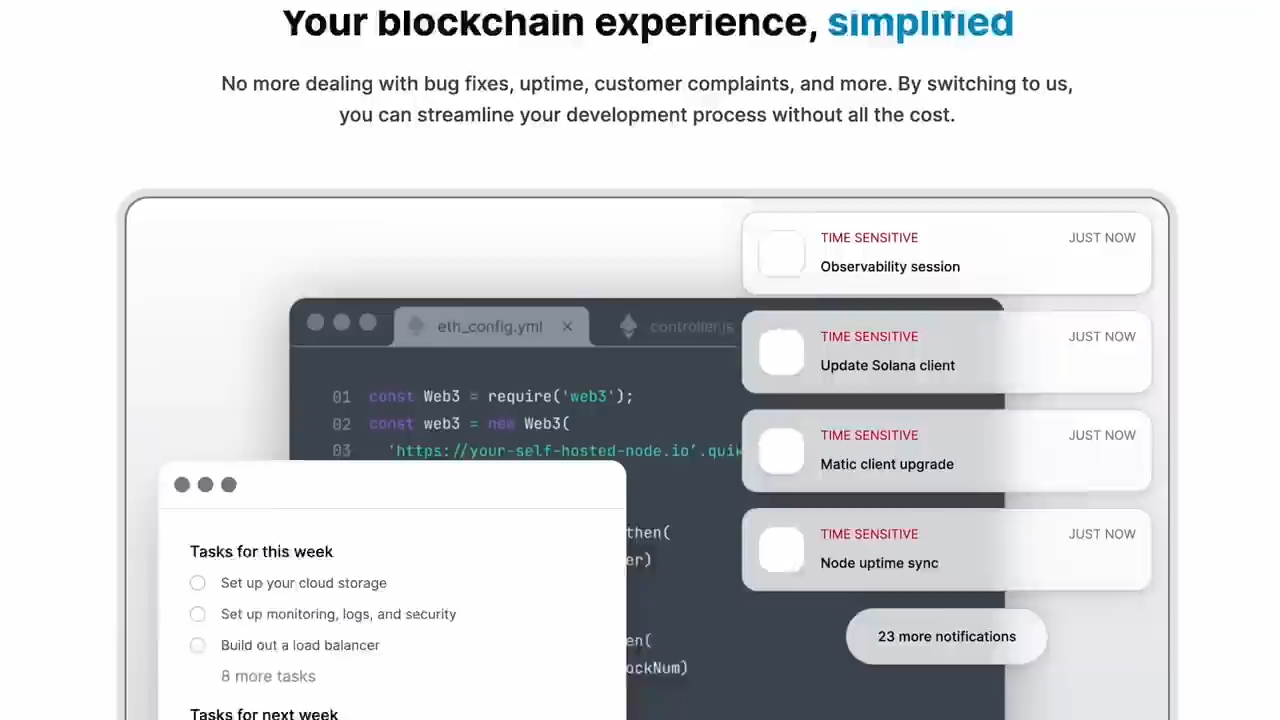 Your blockchain experience, simplified
No more dealing with bug fixes, uptime, customer complaints, and more. By switching to us,
you can streamline your development process without all the cost.
TIME SENSITIVE JUST NOW
Observability session
eth_config.yml × controller.js
TIME SENSITIVE JUST NOW
Update Solana client
01 const Web3 = require('web3');
02 const web3 = new Web3(
03 'https://your-self-hosted-node.io’.quik
TIME SENSITIVE JUST NOW
Matic client upgrade
then(
er)
TIME SENSITIVE JUST NOW
Node uptime sync
en(
ockNum)
23 more notifications
Tasks for this week
Set up your cloud storage
Set up monitoring, logs, and security
Build out a load balancer
8 more tasks
Tasks for next week